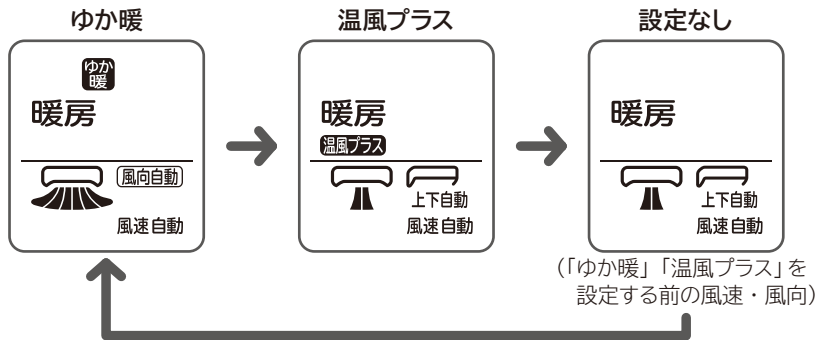 ゆか暖
ゆか
暖
暖房
風向自動
風速自動
温風プラス
暖房
温風プラス
上下自動
風速自動
設定なし
暖房
上下自動
風速自動
(「ゆか暖」「温風プラス」を
設定する前の風速・風向)